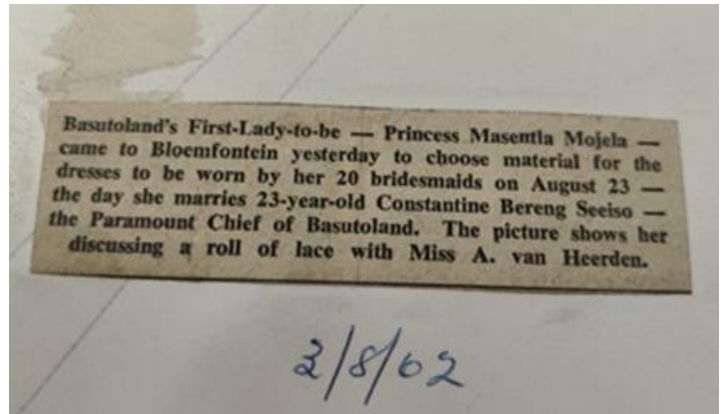 Basutoland's First-Lady-to-be — Princess Masentla Mojela —
came to Bloemfontein yesterday to choose material for the
dresses to be worn by her 20 bridesmaids on August 23 —
the day she marries 23-year-old Constantine Bereng Seeiso —
the Paramount Chief of Basutoland. The picture shows her
discussing a roll of lace with Miss A. van Heerden.
3/8/62